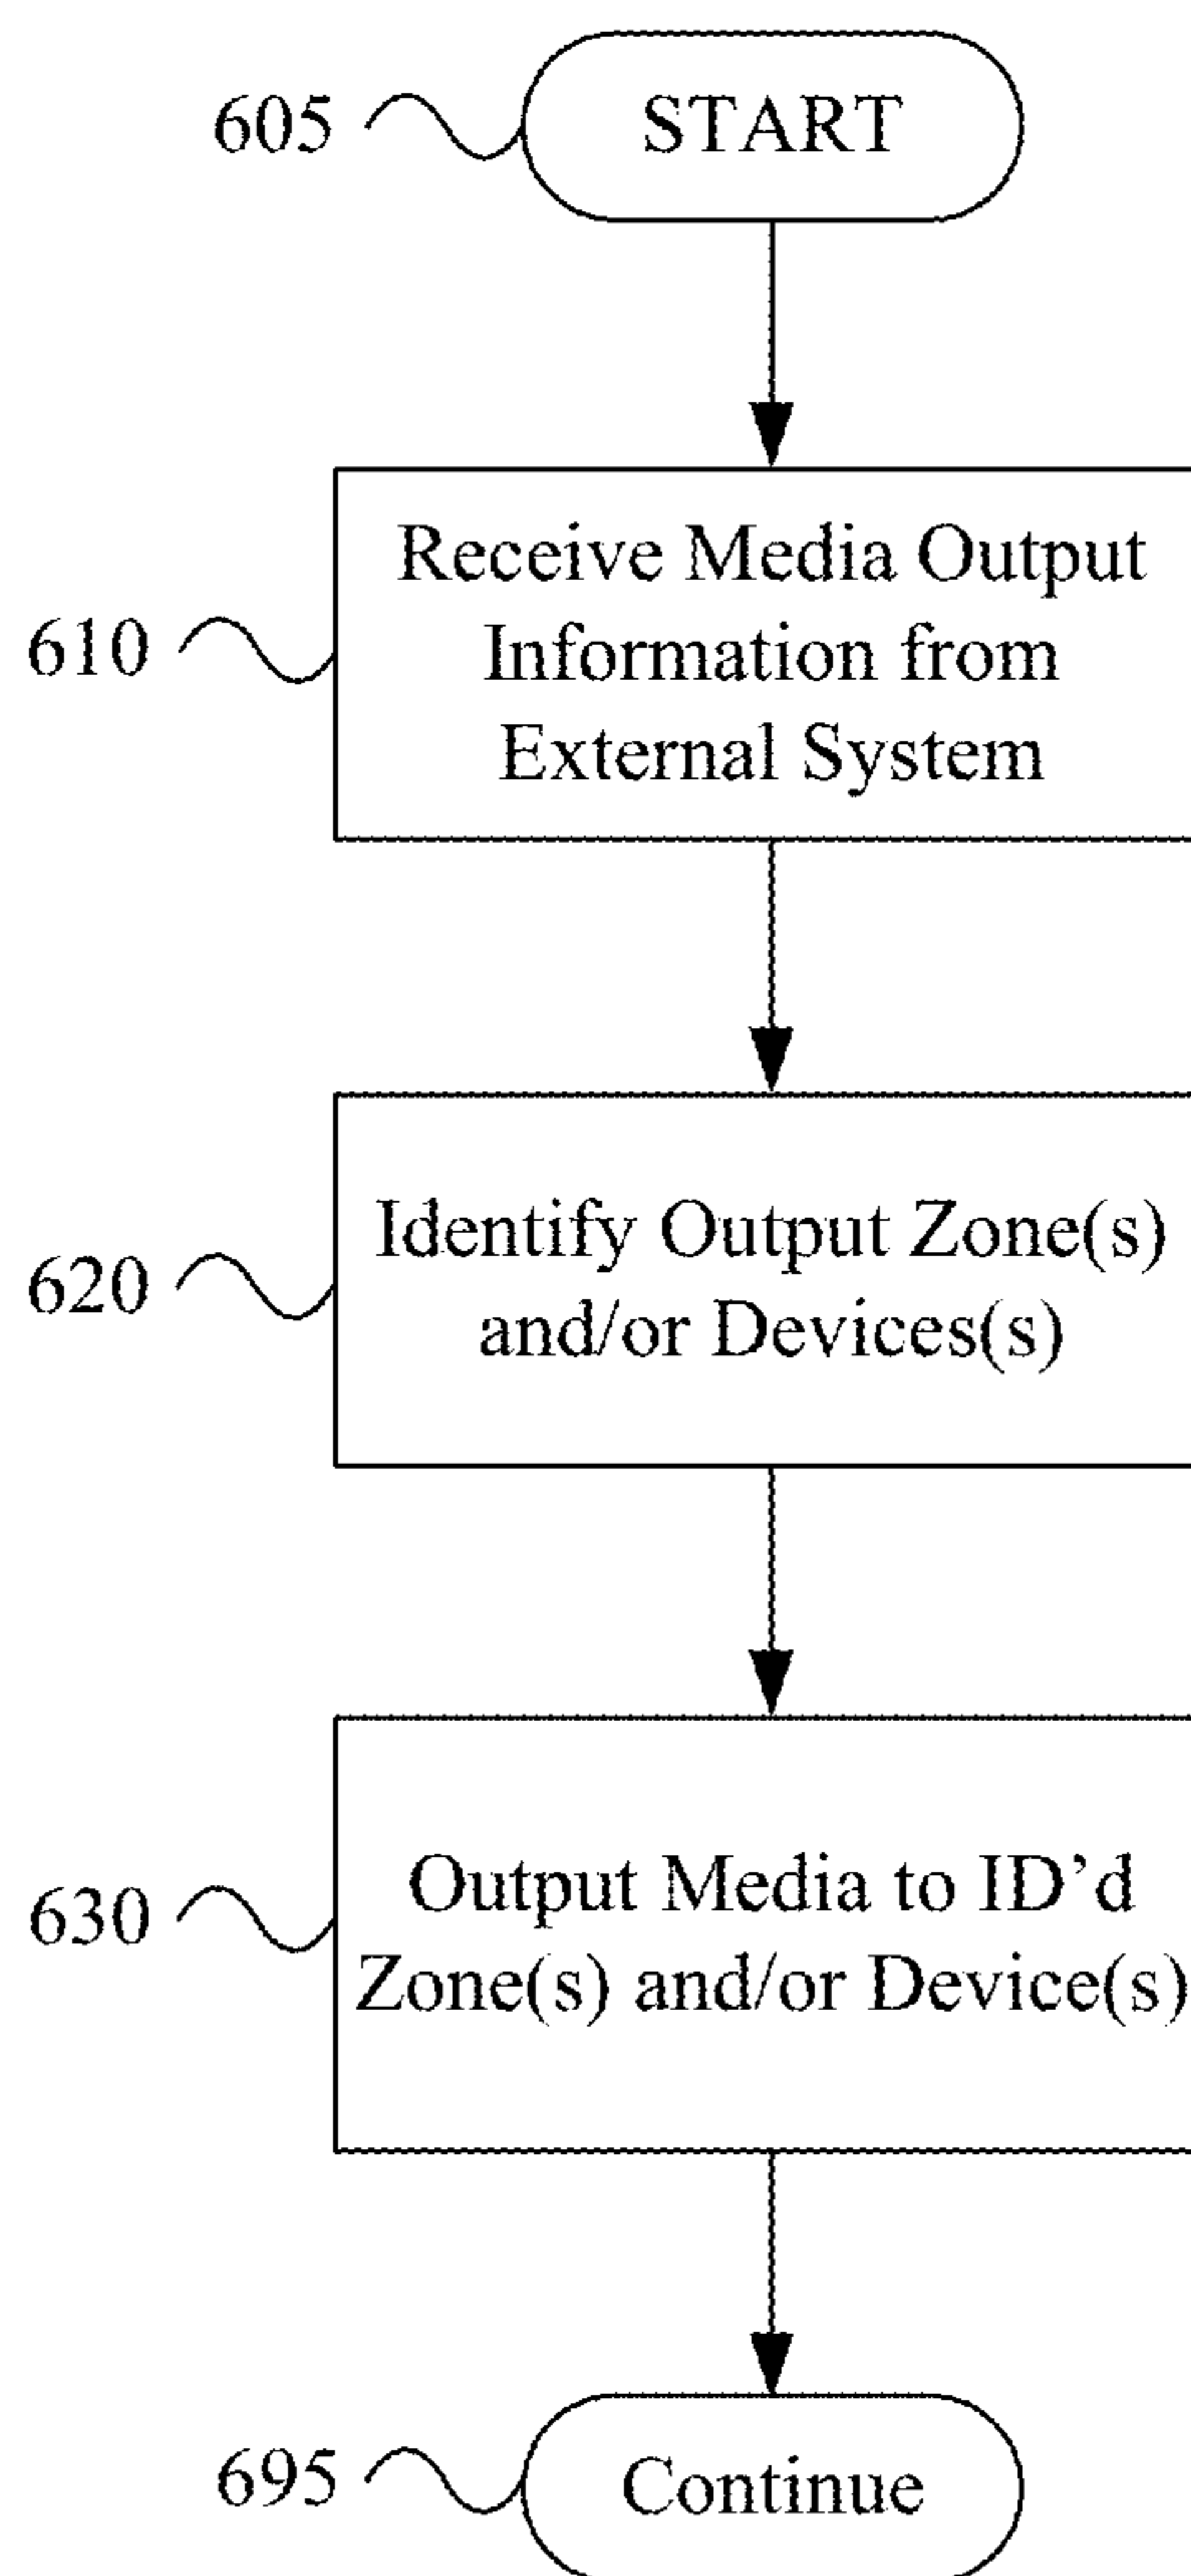 605 START
610 Receive Media Output
Information from
External System
620 Identify Output Zone(s)
and/or Devices(s)
630 Output Media to ID’d
Zone(s) and/or Device(s)
695 Continue